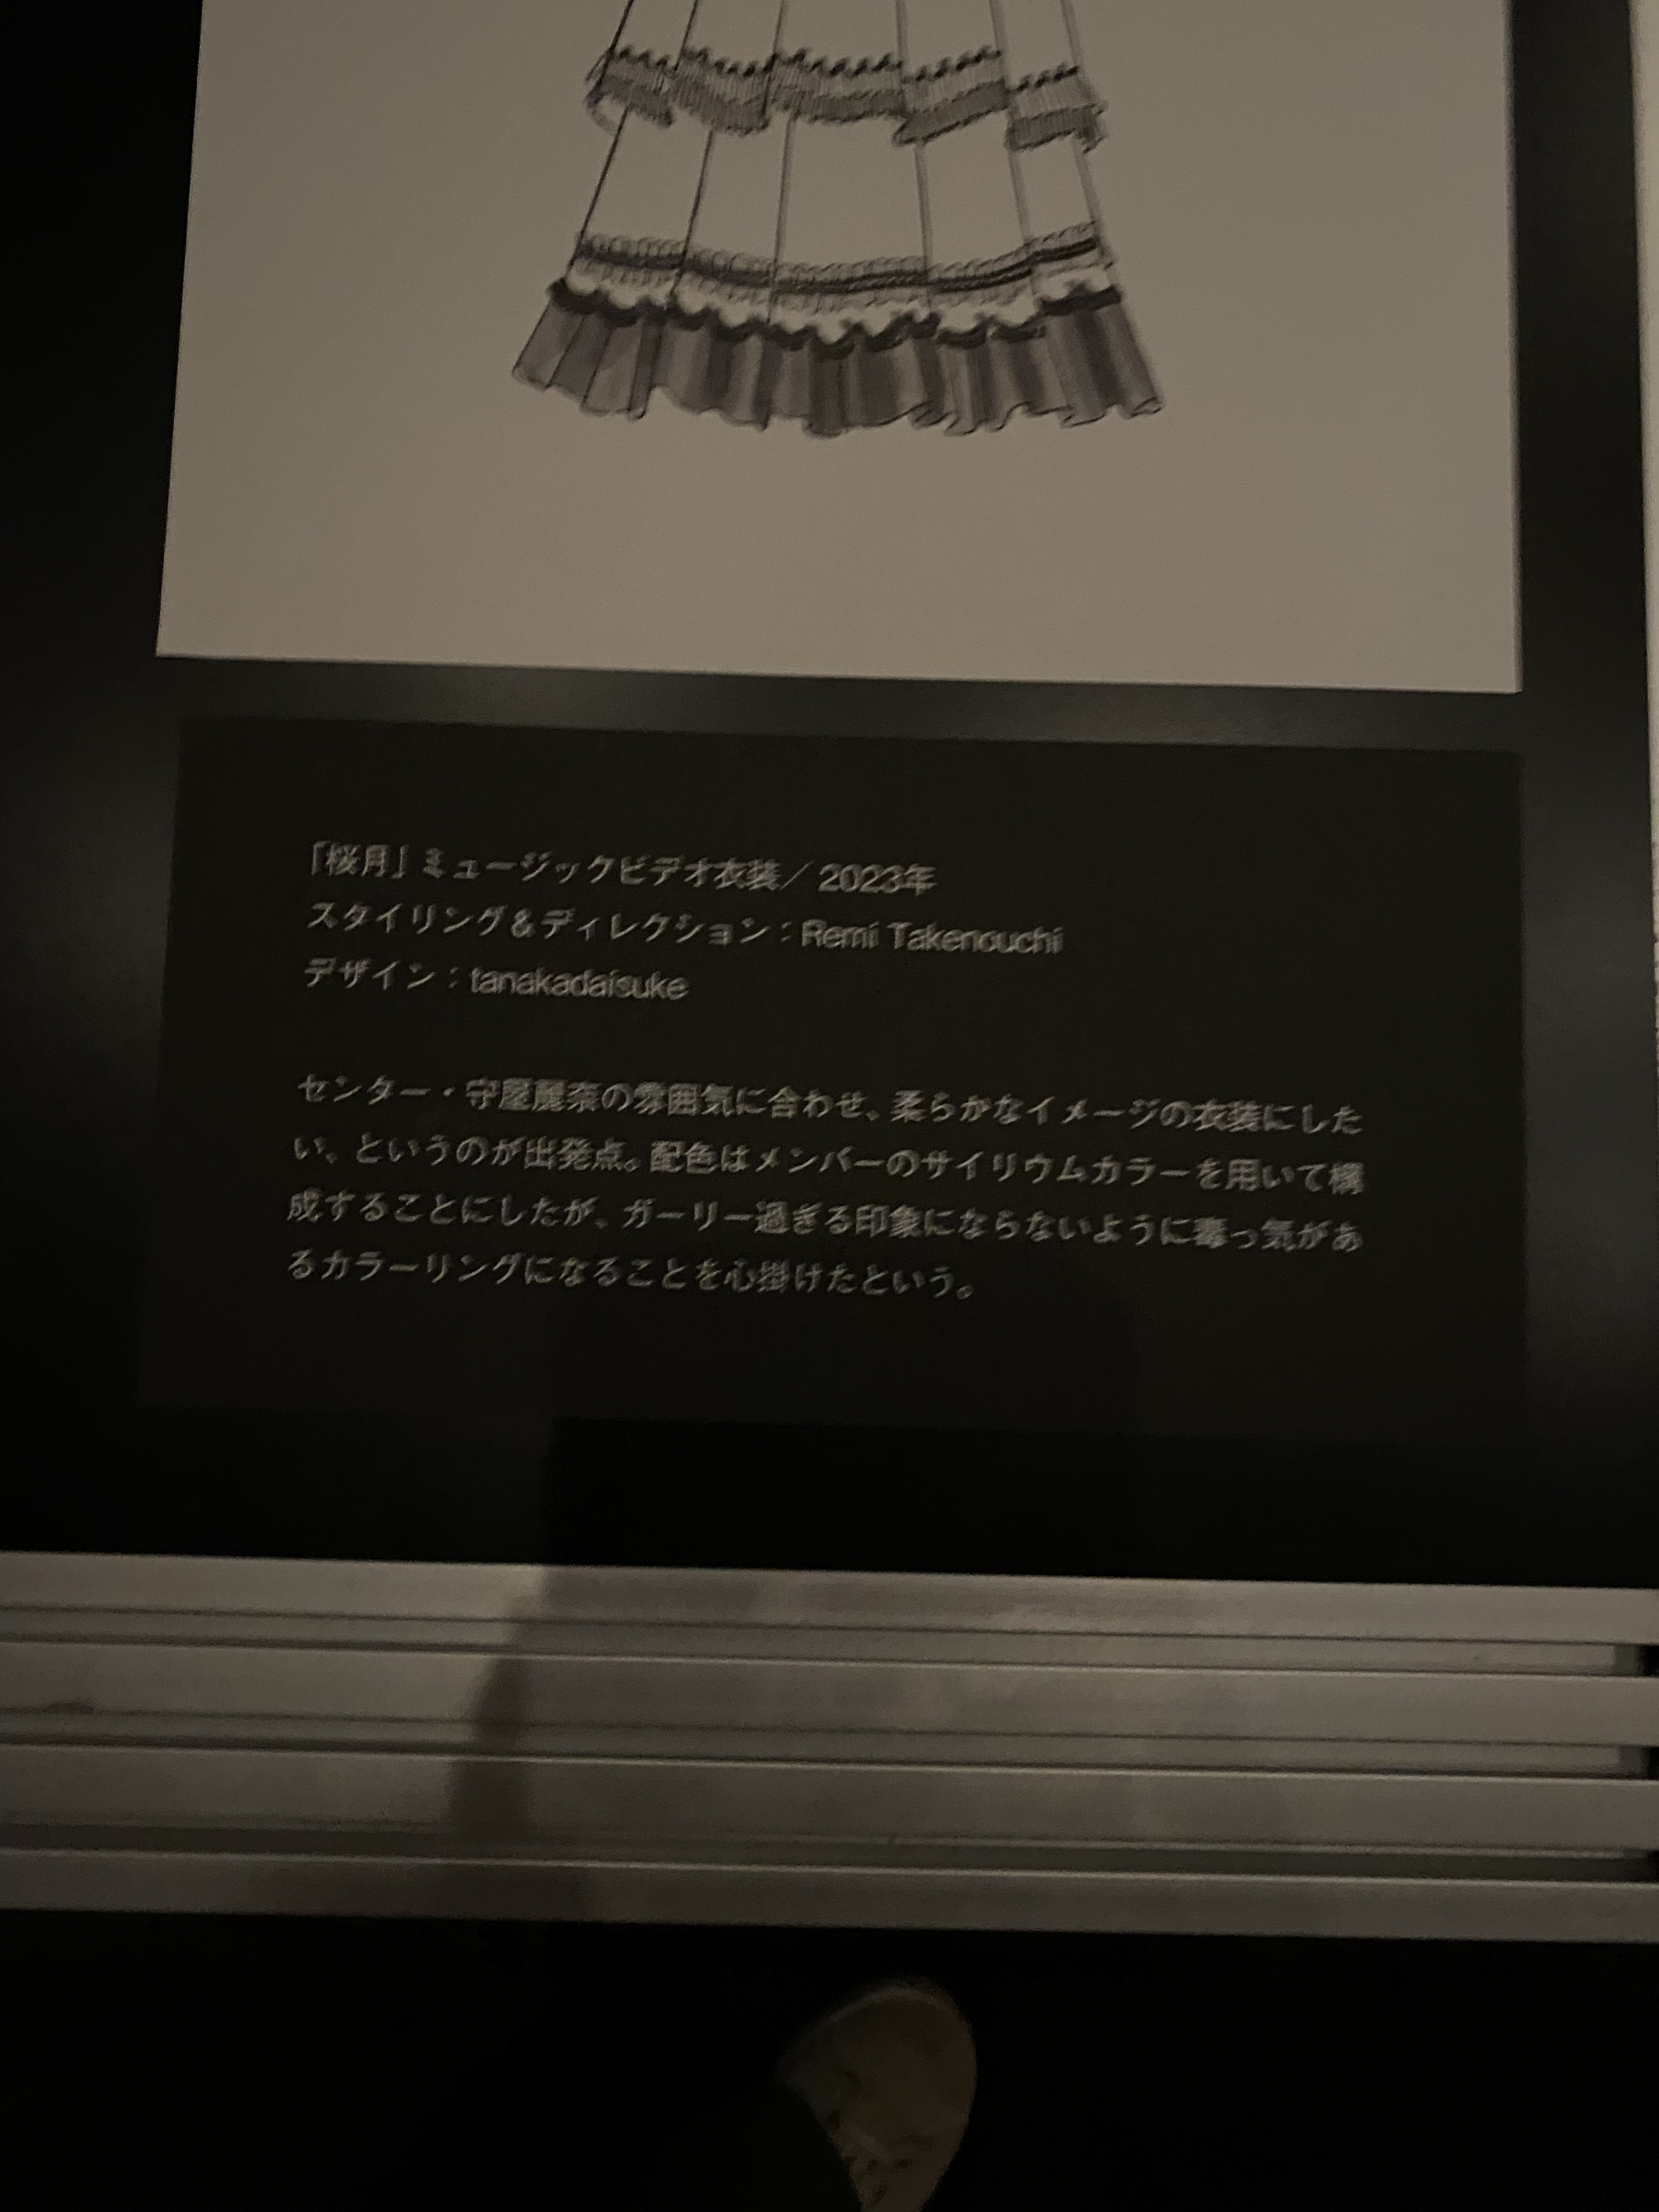 「桜月」ミュージックビデオ衣装／2023年
スタイリング＆ディレクション：Remi Takenouchi
デザイン：tanakadaisuke
センター・守屋麗奈の雰囲気に合わせ、柔らかなイメージの衣装にした
い、というのが出発点。配色はメンバーのサイリウムカラーを用いて構
成することにしたが、ガーリー過ぎる印象にならないように毒っ気があ
るカラーリングになることを心掛けたという。